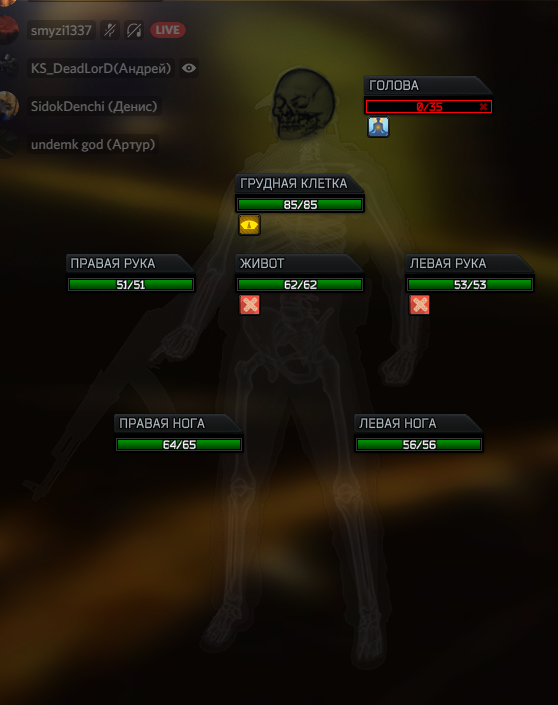 smyzi1337 LIVE
KS_DeadLorD(Андрей)
SidokDenchi (Денис)
undemk god (Артур)
ГОЛОВА
0/35
ГРУДНАЯ КЛЕТКА
85/85
ПРАВАЯ РУКА
51/51
ЖИВОТ
62/62
ЛЕВАЯ РУКА
53/53
ПРАВАЯ НОГА
64/65
ЛЕВАЯ НОГА
56/56